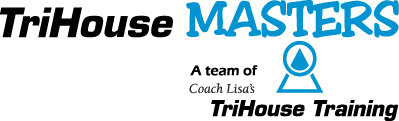 TriHouse MASTERS
A team of
Coach Lisa's
TriHouse Training